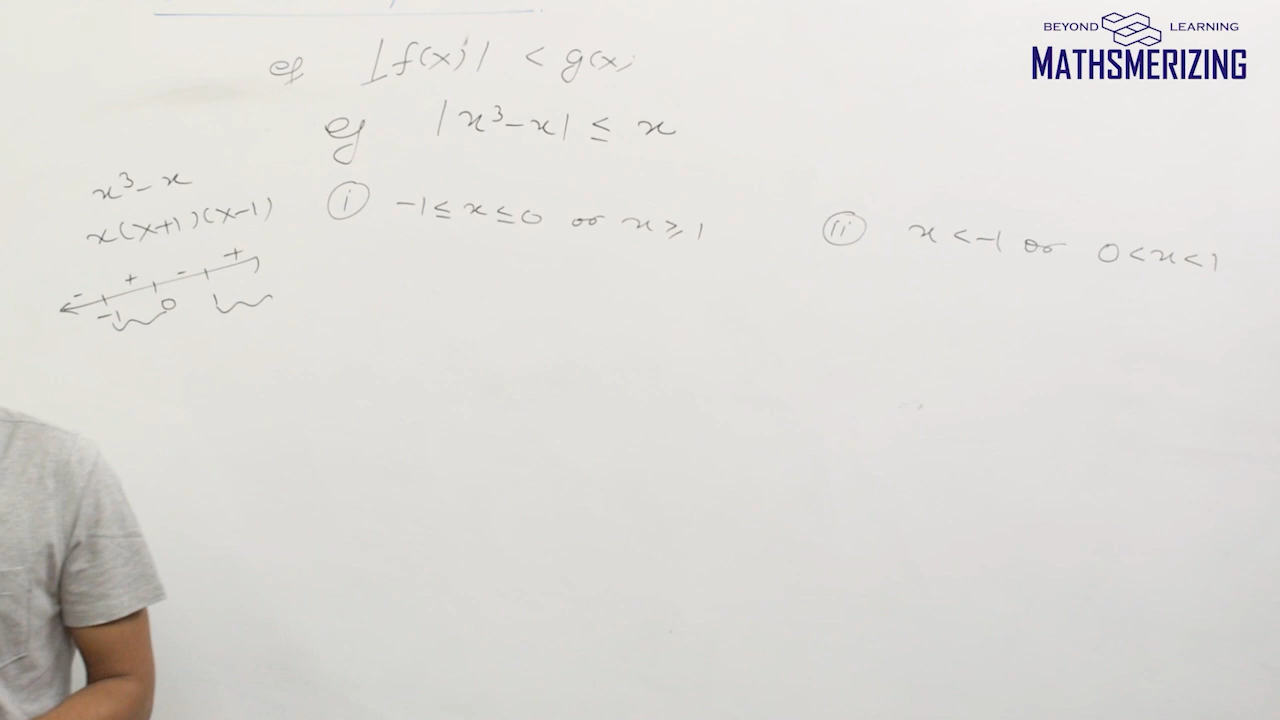 BEYOND LEARNING
MATHSMERIZING
eg |f(x)| < g(x)
eg |x³-x| ≤ x
x³-x
x(x+1)(x-1)
(i) -1 ≤ x ≤ 0 or x ≥ 1
(ii) x < -1 or 0 < x < 1
- + - +
-1 0 1